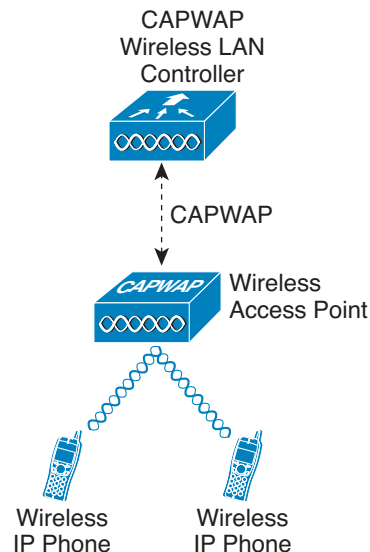 CAPWAP
Wireless LAN
Controller
CAPWAP
CAPWAP
Wireless
Access Point
Wireless
IP Phone
Wireless
IP Phone